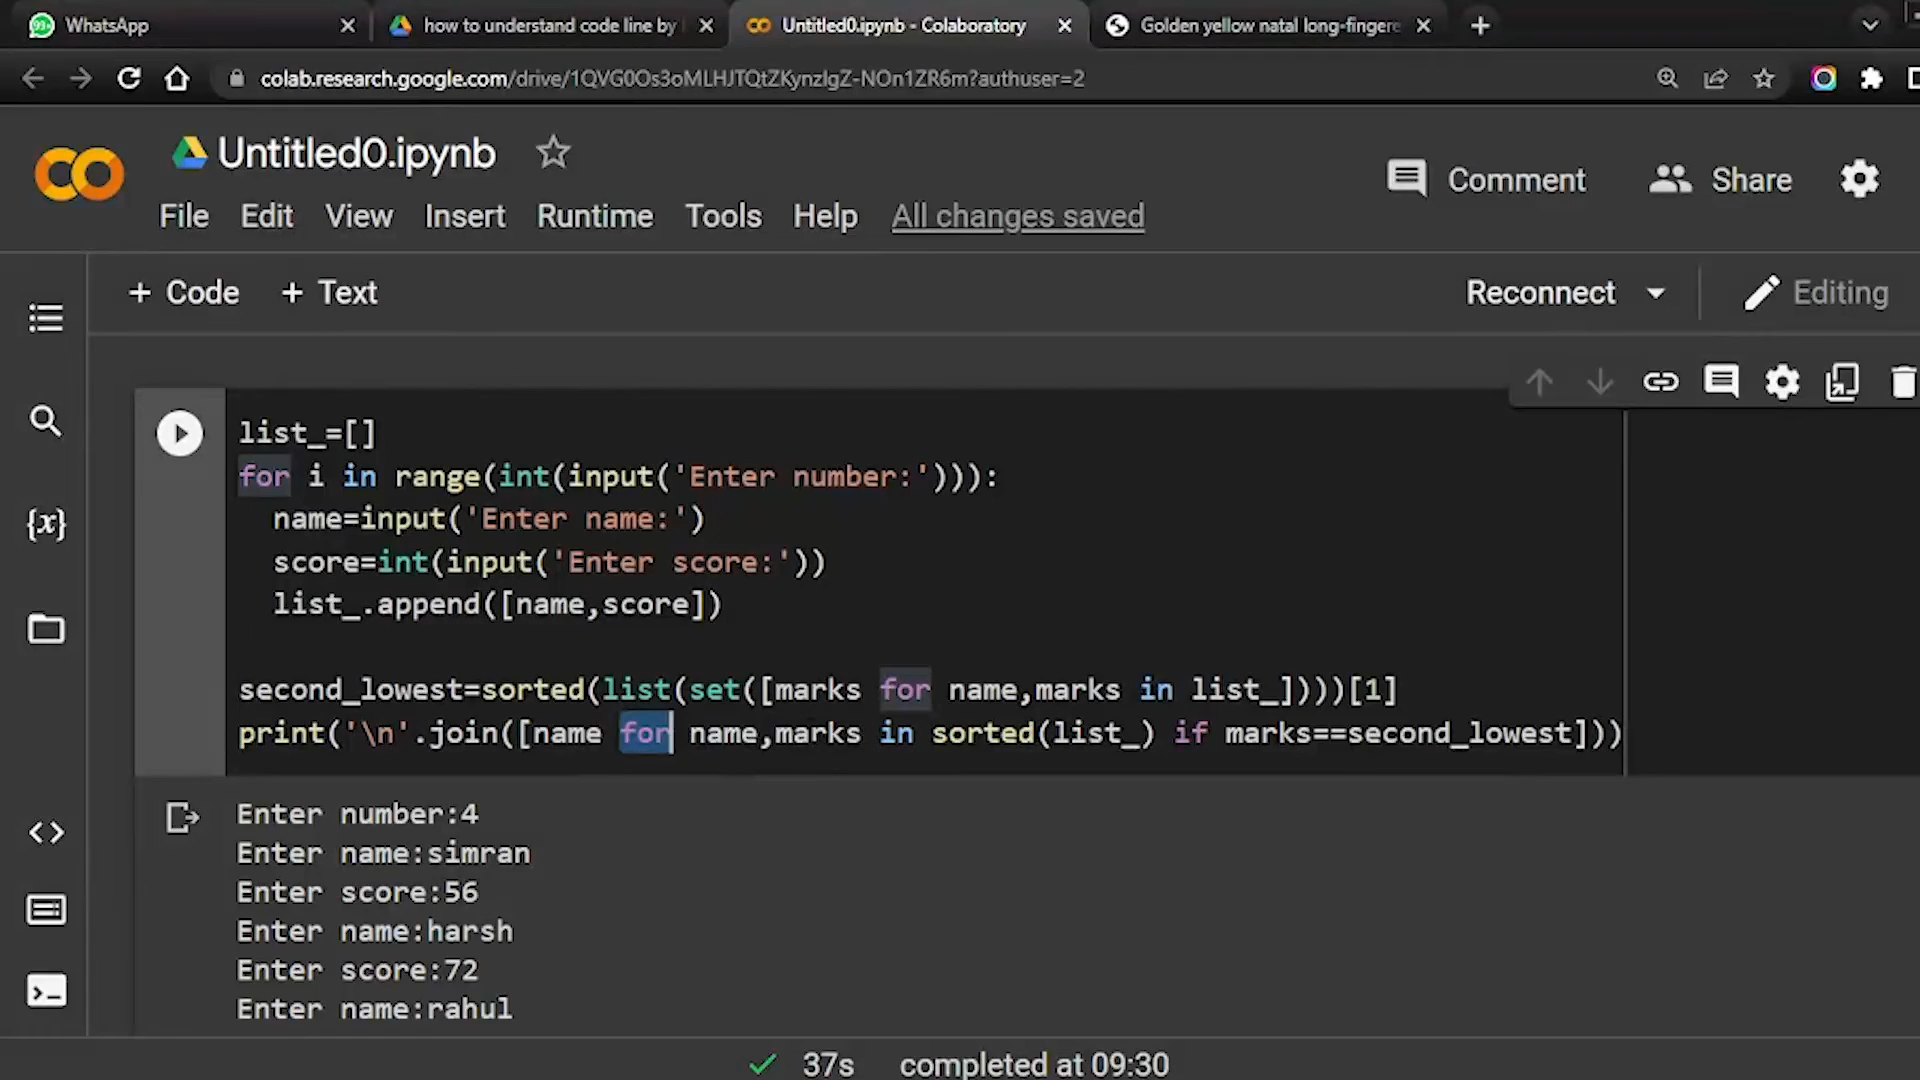 WhatsApp
how to understand code line by
Untitled0.ipynb - Colaboratory
Golden yellow natal long-fingere
colab.research.google.com/drive/1QVG0Os3oMLHJTQtZKynzIgZ-NOn1ZR6m?authuser=2
Untitled0.ipynb
Comment
Share
File Edit View Insert Runtime Tools Help All changes saved
+ Code + Text
Reconnect
Editing
list_=[]
for i in range(int(input('Enter number:'))):
  name=input('Enter name:')
  score=int(input('Enter score:'))
  list_.append([name,score])
second_lowest=sorted(list(set([marks for name,marks in list_])))[1]
print('\n'.join([name for name,marks in sorted(list_) if marks==second_lowest]))
Enter number:4
Enter name:simran
Enter score:56
Enter name:harsh
Enter score:72
Enter name:rahul
37s completed at 09:30